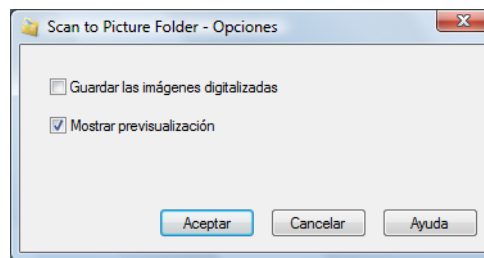 Scan to Picture Folder - Opciones
Guardar las imágenes digitalizadas
Mostrar previsualización
Aceptar Cancelar Ayuda